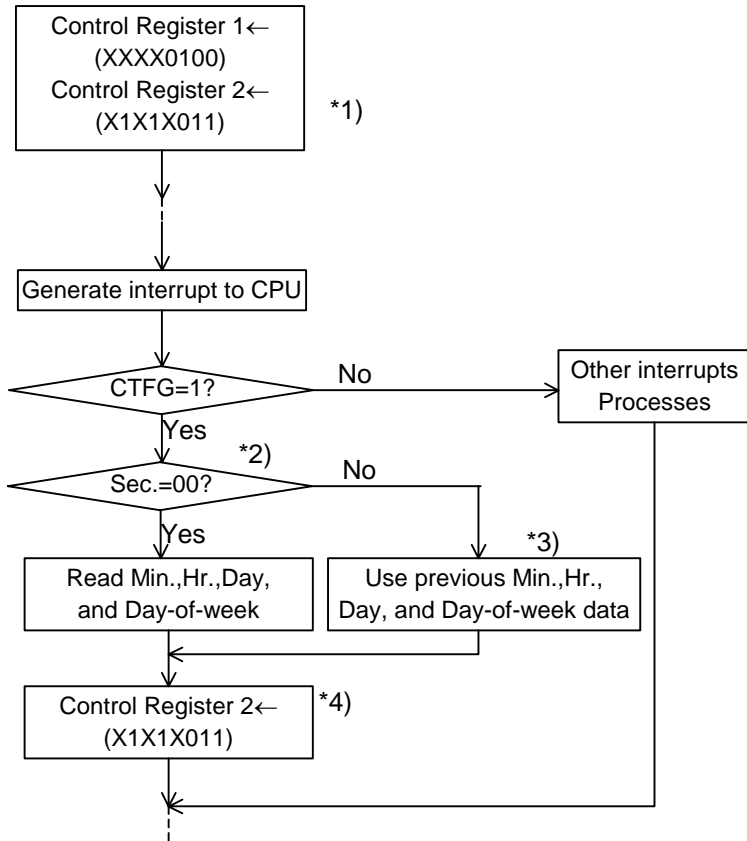 Control Register 1←
(XXXX0100)
Control Register 2←
(X1X1X011)
*1)
Generate interrupt to CPU
CTFG=1?
No
Other interrupts
Processes
Yes
*2)
Sec.=00?
No
Yes
*3)
Read Min.,Hr.,Day,
and Day-of-week
Use previous Min.,Hr.,
Day, and Day-of-week data
Control Register 2←
(X1X1X011)
*4)